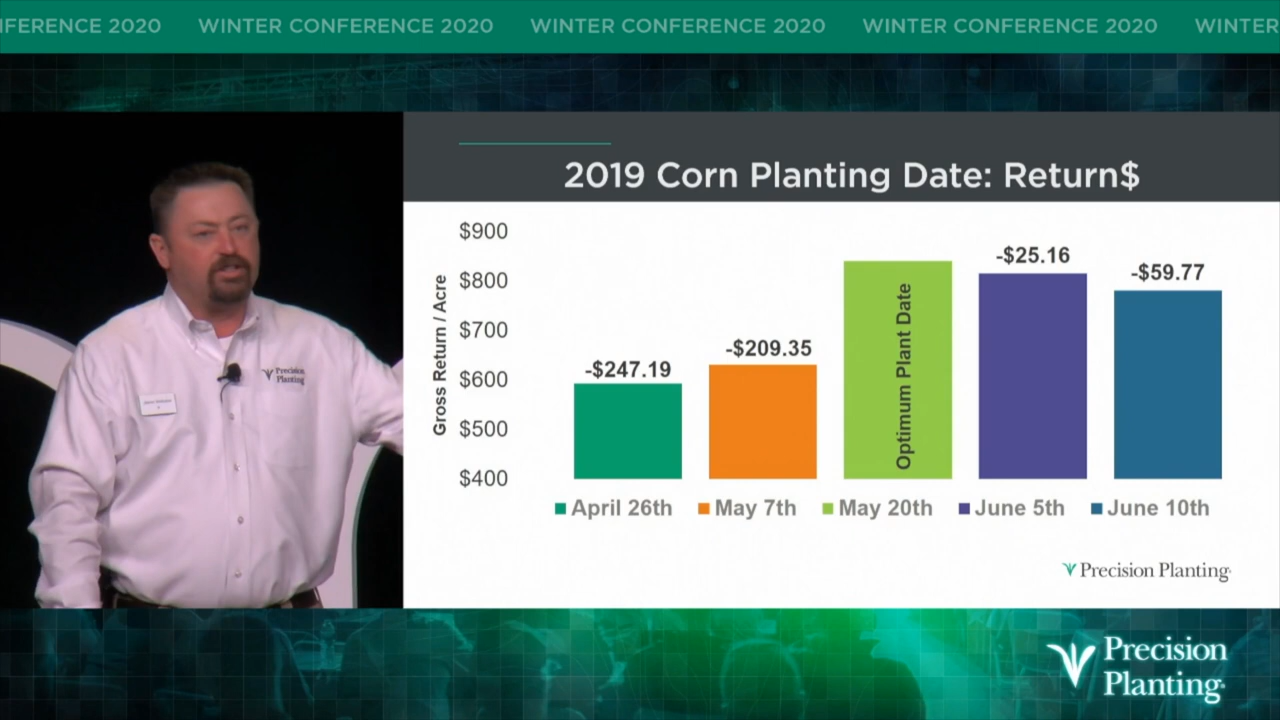 FERENCE 2020 WINTER CONFERENCE 2020 WINTER CONFERENCE 2020 WINTER CONFERENCE 2020 WINTER
2019 Corn Planting Date: Return$
Gross Return / Acre
$900
$800
$700
$600
$500
$400
-$247.19
-$209.35
Optimum Plant Date
-$25.16
-$59.77
April 26th
May 7th
May 20th
June 5th
June 10th
Precision Planting
Precision
Planting
Precision
Planting